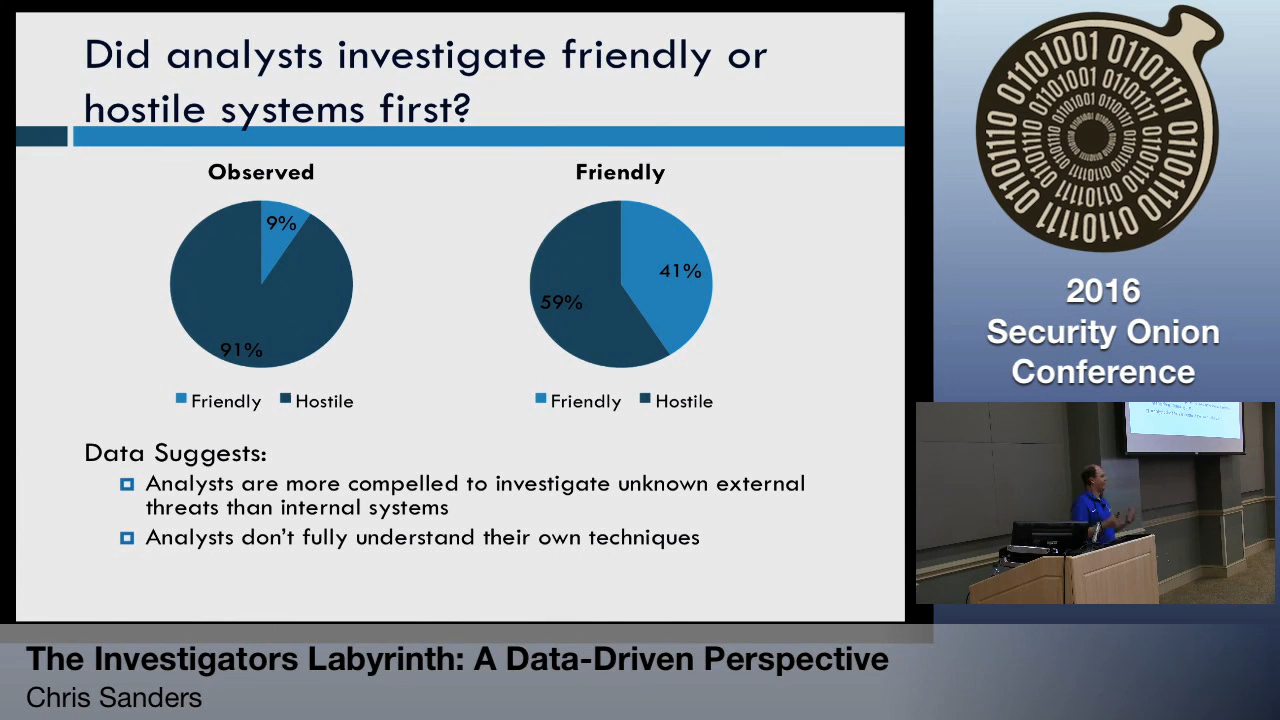 Did analysts investigate friendly or
hostile systems first?
Observed
Friendly
9%
91%
41%
59%
Friendly Hostile
Friendly Hostile
Data Suggests:
Analysts are more compelled to investigate unknown external
threats than internal systems
Analysts don't fully understand their own techniques
2016
Security Onion
Conference
The Investigators Labyrinth: A Data-Driven Perspective
Chris Sanders